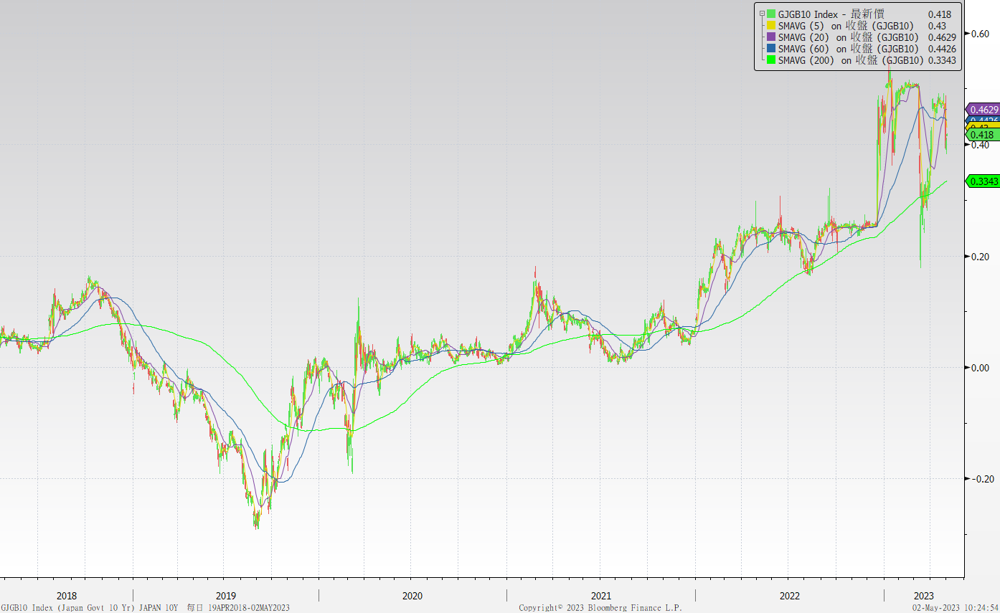 GJGB10 Index - 最新價 0.418
SMAVG (5) on 收盤 (GJGB10) 0.43
SMAVG (20) on 收盤 (GJGB10) 0.4629
SMAVG (60) on 收盤 (GJGB10) 0.4426
SMAVG (200) on 收盤 (GJGB10) 0.3343
0.60
0.4629
0.4426
0.43
0.418
0.40
0.3343
0.20
0.00
-0.20
2018 2019 2020 2021 2022 2023
GJGB10 Index (Japan Govt 10 Yr) JAPAN 10Y 每日 19APR2018-02MAY2023 Copyright© 2023 Bloomberg Finance L.P. 02-May-2023 10:24:54